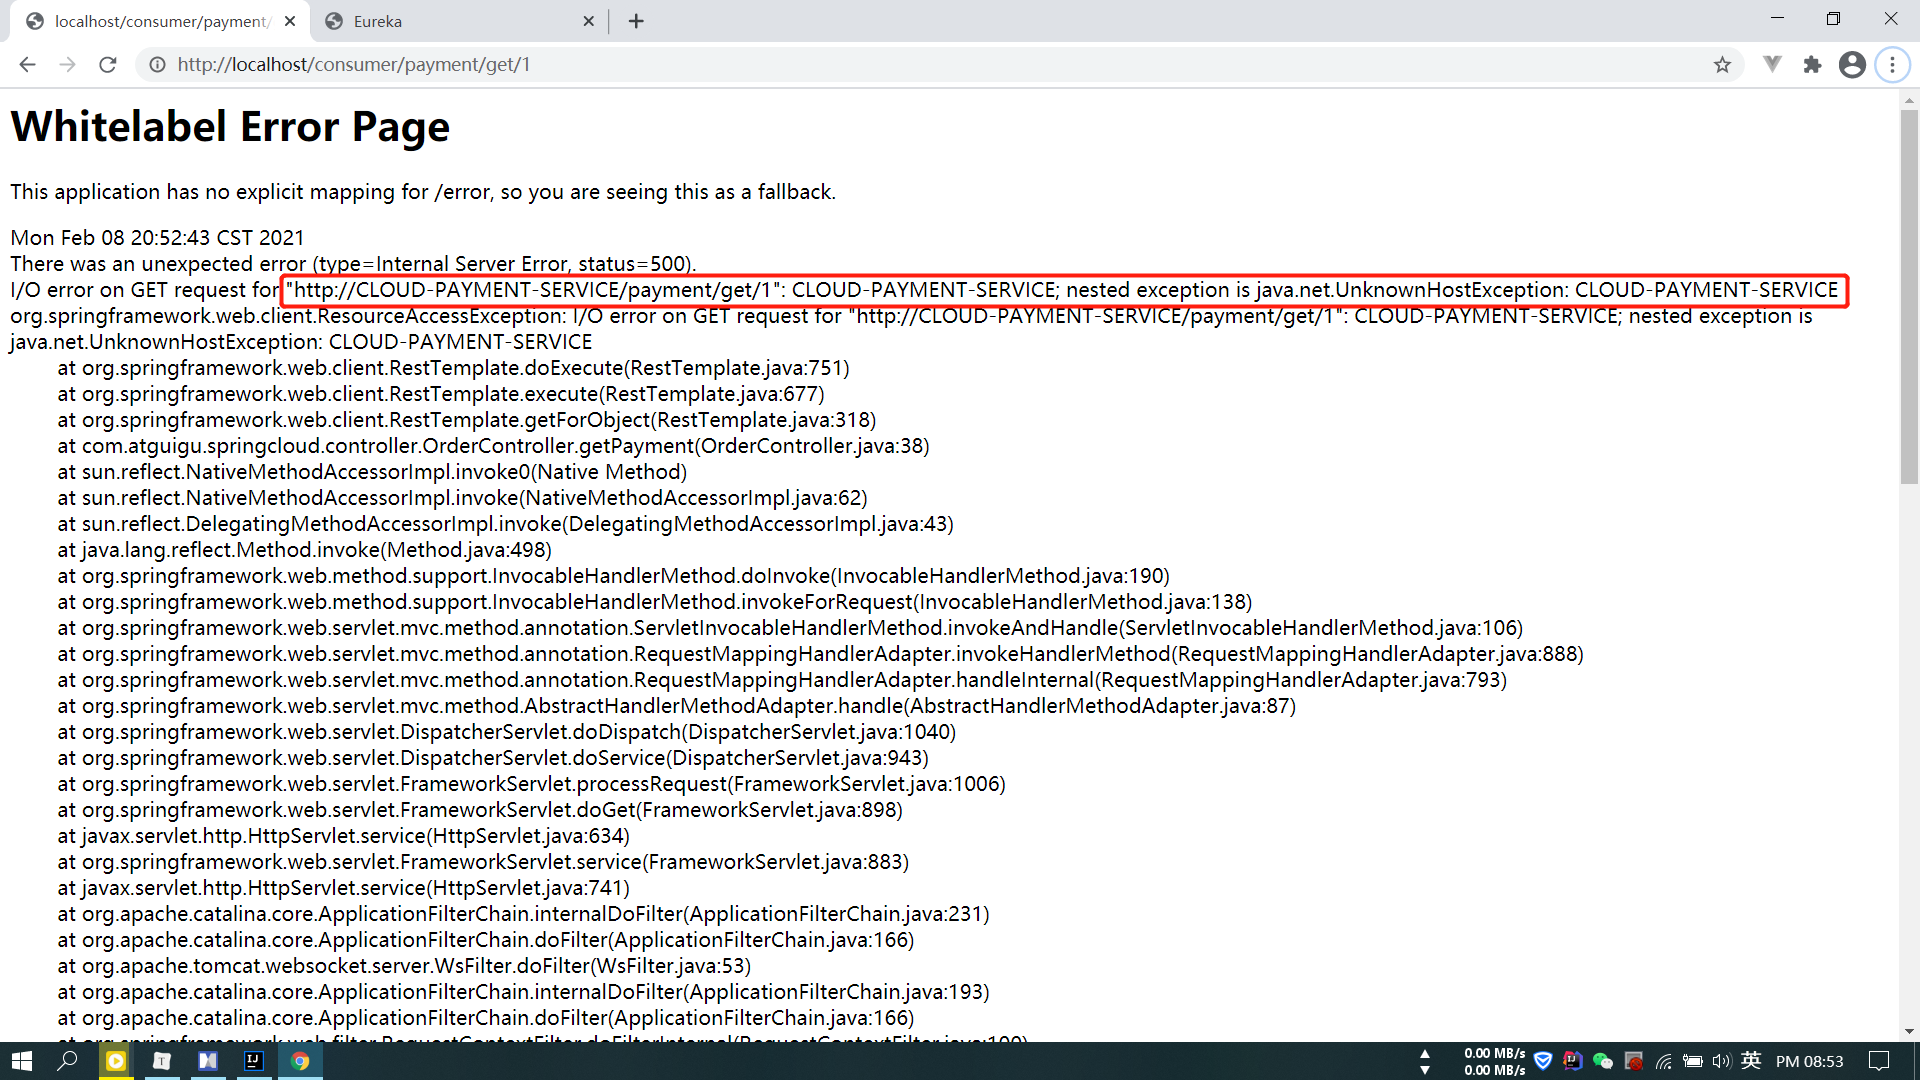 localhost/consumer/payment/
Eureka
http://localhost/consumer/payment/get/1
Whitelabel Error Page
This application has no explicit mapping for /error, so you are seeing this as a fallback.
Mon Feb 08 20:52:43 CST 2021
There was an unexpected error (type=Internal Server Error, status=500).
I/O error on GET request for "http://CLOUD-PAYMENT-SERVICE/payment/get/1": CLOUD-PAYMENT-SERVICE; nested exception is java.net.UnknownHostException: CLOUD-PAYMENT-SERVICE
org.springframework.web.client.ResourceAccessException: I/O error on GET request for "http://CLOUD-PAYMENT-SERVICE/payment/get/1": CLOUD-PAYMENT-SERVICE; nested exception is
java.net.UnknownHostException: CLOUD-PAYMENT-SERVICE
at org.springframework.web.client.RestTemplate.doExecute(RestTemplate.java:751)
at org.springframework.web.client.RestTemplate.execute(RestTemplate.java:677)
at org.springframework.web.client.RestTemplate.getForObject(RestTemplate.java:318)
at com.atguigu.springcloud.controller.OrderController.getPayment(OrderController.java:38)
at sun.reflect.NativeMethodAccessorImpl.invoke0(Native Method)
at sun.reflect.NativeMethodAccessorImpl.invoke(NativeMethodAccessorImpl.java:62)
at sun.reflect.DelegatingMethodAccessorImpl.invoke(DelegatingMethodAccessorImpl.java:43)
at java.lang.reflect.Method.invoke(Method.java:498)
at org.springframework.web.method.support.InvocableHandlerMethod.doInvoke(InvocableHandlerMethod.java:190)
at org.springframework.web.method.support.InvocableHandlerMethod.invokeForRequest(InvocableHandlerMethod.java:138)
at org.springframework.web.servlet.mvc.method.annotation.ServletInvocableHandlerMethod.invokeAndHandle(ServletInvocableHandlerMethod.java:106)
at org.springframework.web.servlet.mvc.method.annotation.RequestMappingHandlerAdapter.invokeHandlerMethod(RequestMappingHandlerAdapter.java:888)
at org.springframework.web.servlet.mvc.method.annotation.RequestMappingHandlerAdapter.handleInternal(RequestMappingHandlerAdapter.java:793)
at org.springframework.web.servlet.mvc.method.AbstractHandlerMethodAdapter.handle(AbstractHandlerMethodAdapter.java:87)
at org.springframework.web.servlet.DispatcherServlet.doDispatch(DispatcherServlet.java:1040)
at org.springframework.web.servlet.DispatcherServlet.doService(DispatcherServlet.java:943)
at org.springframework.web.servlet.FrameworkServlet.processRequest(FrameworkServlet.java:1006)
at org.springframework.web.servlet.FrameworkServlet.doGet(FrameworkServlet.java:898)
at javax.servlet.http.HttpServlet.service(HttpServlet.java:634)
at org.springframework.web.servlet.FrameworkServlet.service(FrameworkServlet.java:883)
at javax.servlet.http.HttpServlet.service(HttpServlet.java:741)
at org.apache.catalina.core.ApplicationFilterChain.internalDoFilter(ApplicationFilterChain.java:231)
at org.apache.catalina.core.ApplicationFilterChain.doFilter(ApplicationFilterChain.java:166)
at org.apache.tomcat.websocket.server.WsFilter.doFilter(WsFilter.java:53)
at org.apache.catalina.core.ApplicationFilterChain.internalDoFilter(ApplicationFilterChain.java:193)
at org.apache.catalina.core.ApplicationFilterChain.doFilter(ApplicationFilterChain.java:166)
at org.springframework.web.filter.RequestContextFilter.doFilterInternal(RequestContextFilter.java:100)
0.00 MB/s
0.00 MB/s
英
PM 08:53